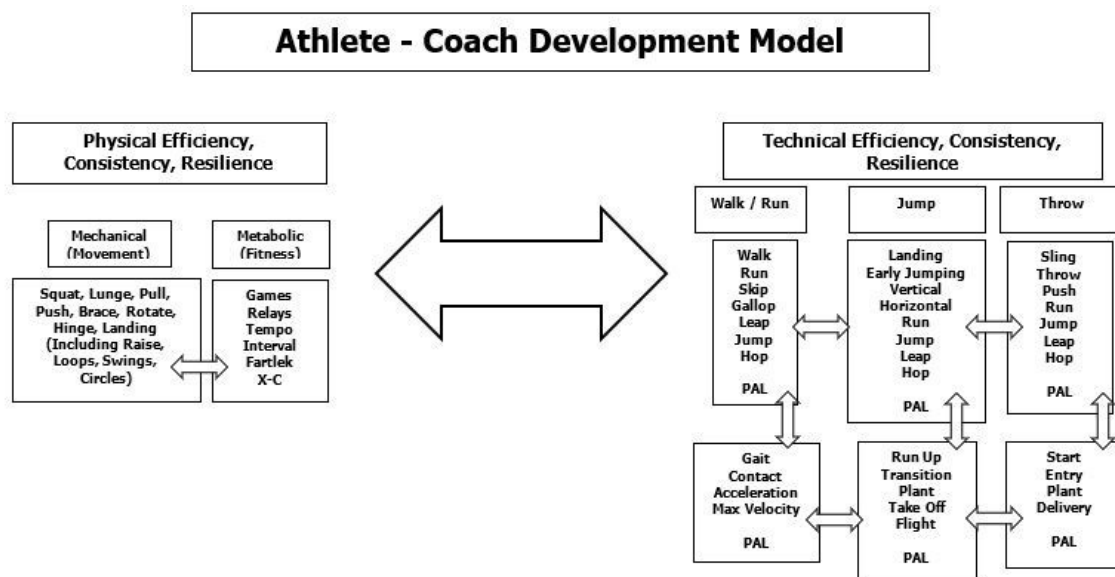 Athlete - Coach Development Model
Physical Efficiency,
Consistency, Resilience
Mechanical
(Movement)
Metabolic
(Fitness)
Squat, Lunge, Pull,
Push, Brace, Rotate,
Hinge, Landing
(Including Raise,
Loops, Swings,
Circles)
Games
Relays
Tempo
Interval
Fartlek
X-C
Technical Efficiency, Consistency,
Resilience
Walk / Run
Jump
Throw
Walk
Run
Skip
Gallop
Leap
Jump
Hop
PAL
Landing
Early Jumping
Vertical
Horizontal
Run
Jump
Leap
Hop
PAL
Sling
Throw
Push
Run
Jump
Leap
Hop
PAL
Gait
Contact
Acceleration
Max Velocity
PAL
Run Up
Transition
Plant
Take Off
Flight
PAL
Start
Entry
Plant
Delivery
PAL